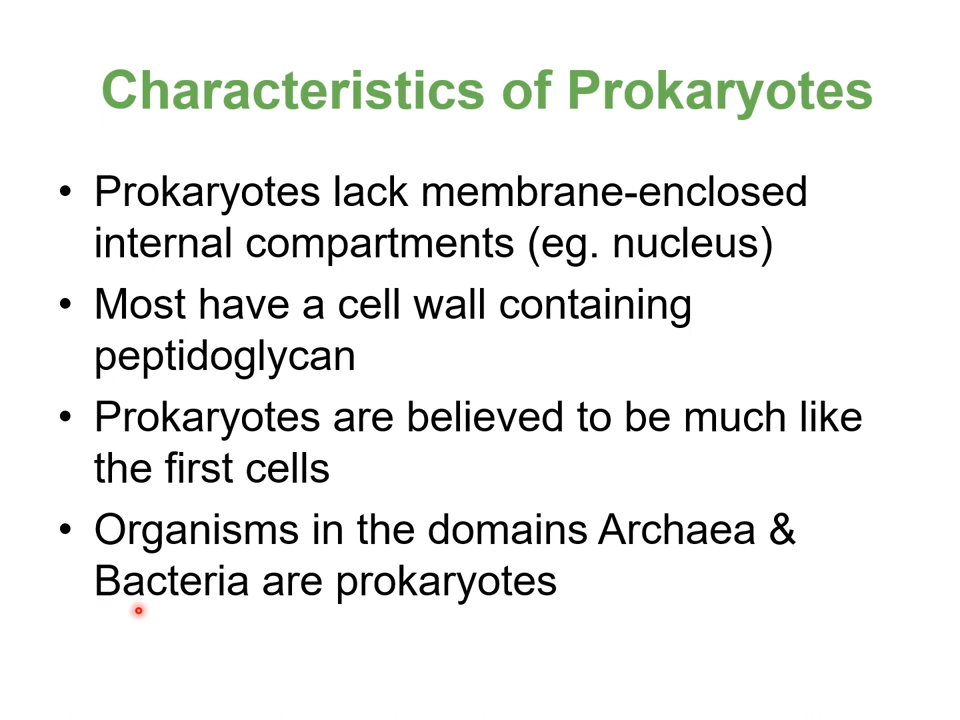 Characteristics of Prokaryotes
• Prokaryotes lack membrane-enclosed
internal compartments (eg. nucleus)
• Most have a cell wall containing
peptidoglycan
• Prokaryotes are believed to be much like
the first cells
• Organisms in the domains Archaea &
Bacteria are prokaryotes